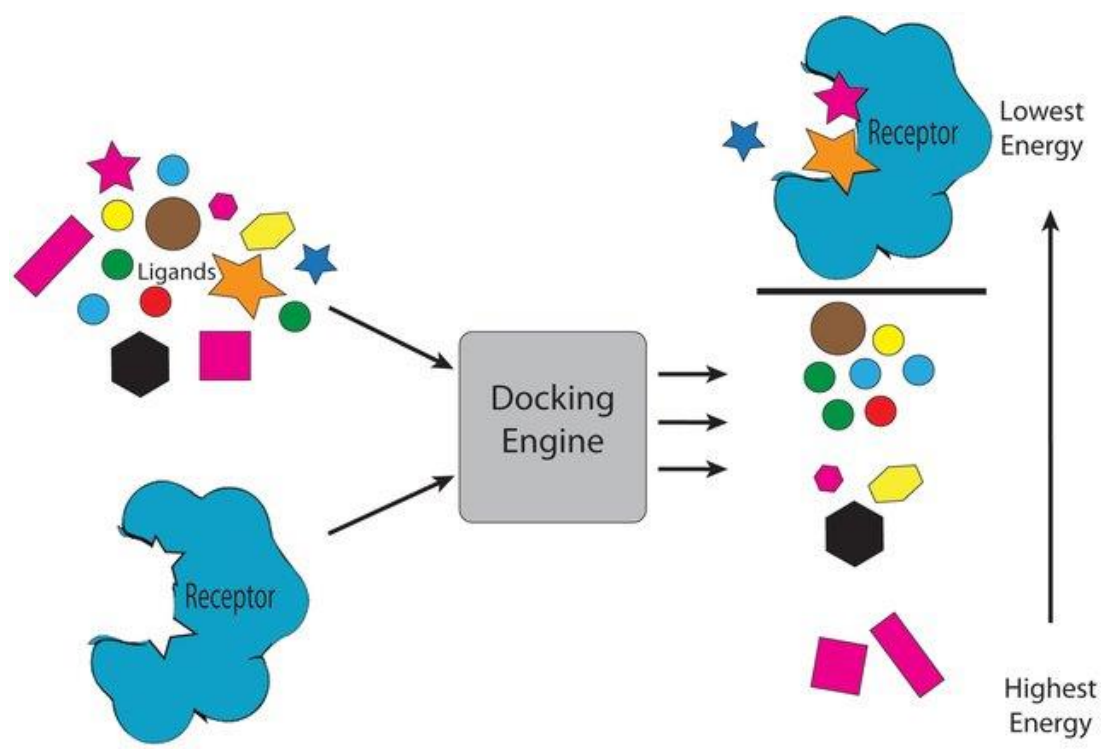 Ligands
Receptor
Docking
Engine
Receptor
Lowest
Energy
Highest
Energy